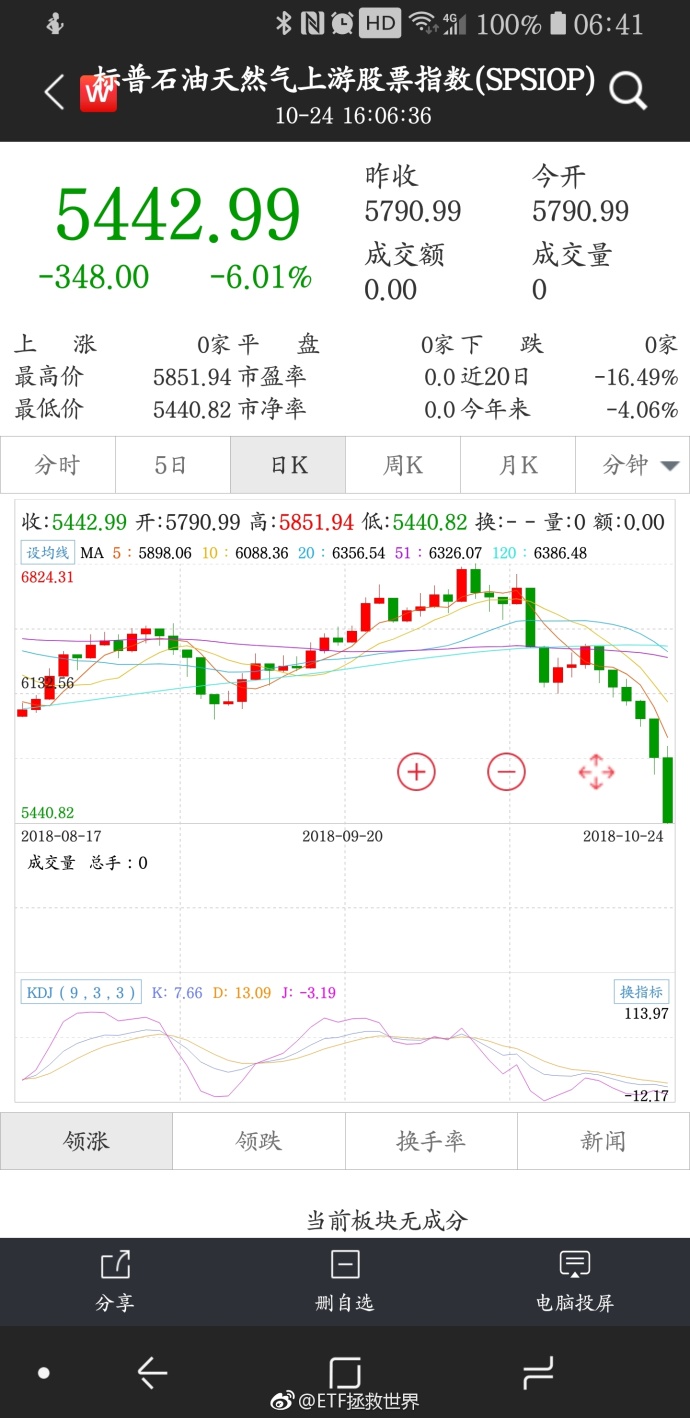 HD 4G 100% 06:41
W 标普石油天然气上游股票指数(SPSIOP)
10-24 16:06:36
5442.99
-348.00 -6.01%
昨收 今开
5790.99 5790.99
成交额 成交量
0.00 0
上 涨 0家 平 盘 0家 下 跌 0家
最高价 5851.94 市盈率 0.0 近20日 -16.49%
最低价 5440.82 市净率 0.0 今年来 -4.06%
分时 5日 日K 周K 月K 分钟
收:5442.99 开:5790.99 高:5851.94 低:5440.82 换:-- 量:0 额:0.00
设均线 MA 5:5898.06 10:6088.36 20:6356.54 51:6326.07 120:6386.48
6824.31
6132.56
5440.82
2018-08-17 2018-09-20 2018-10-24
成交量 总手:0
KDJ(9,3,3) K:7.66 D:13.09 J:-3.19 换指标
113.97
-12.17
领涨 领跌 换手率 新闻
当前板块无成分
分享 删自选 电脑投屏
@ETF拯救世界